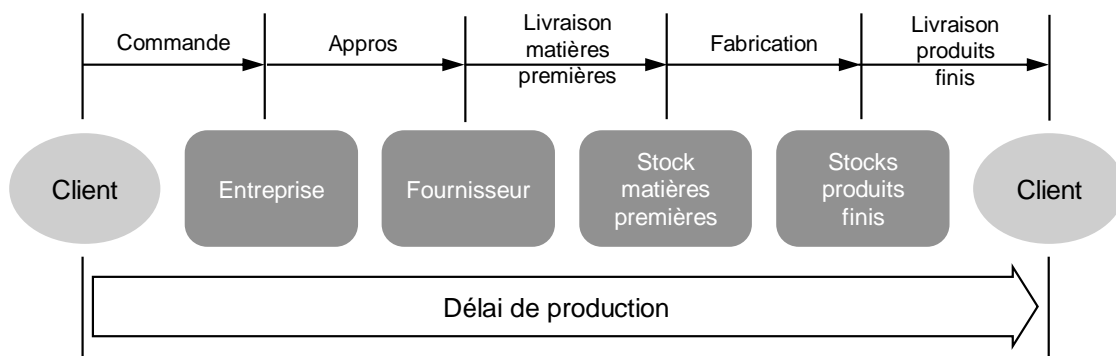 Commande
Appros
Livraison
matières
premières
Fabrication
Livraison
produits
finis
Client
Entreprise
Fournisseur
Stock
matières
premières
Stocks
produits
finis
Client
Délai de production